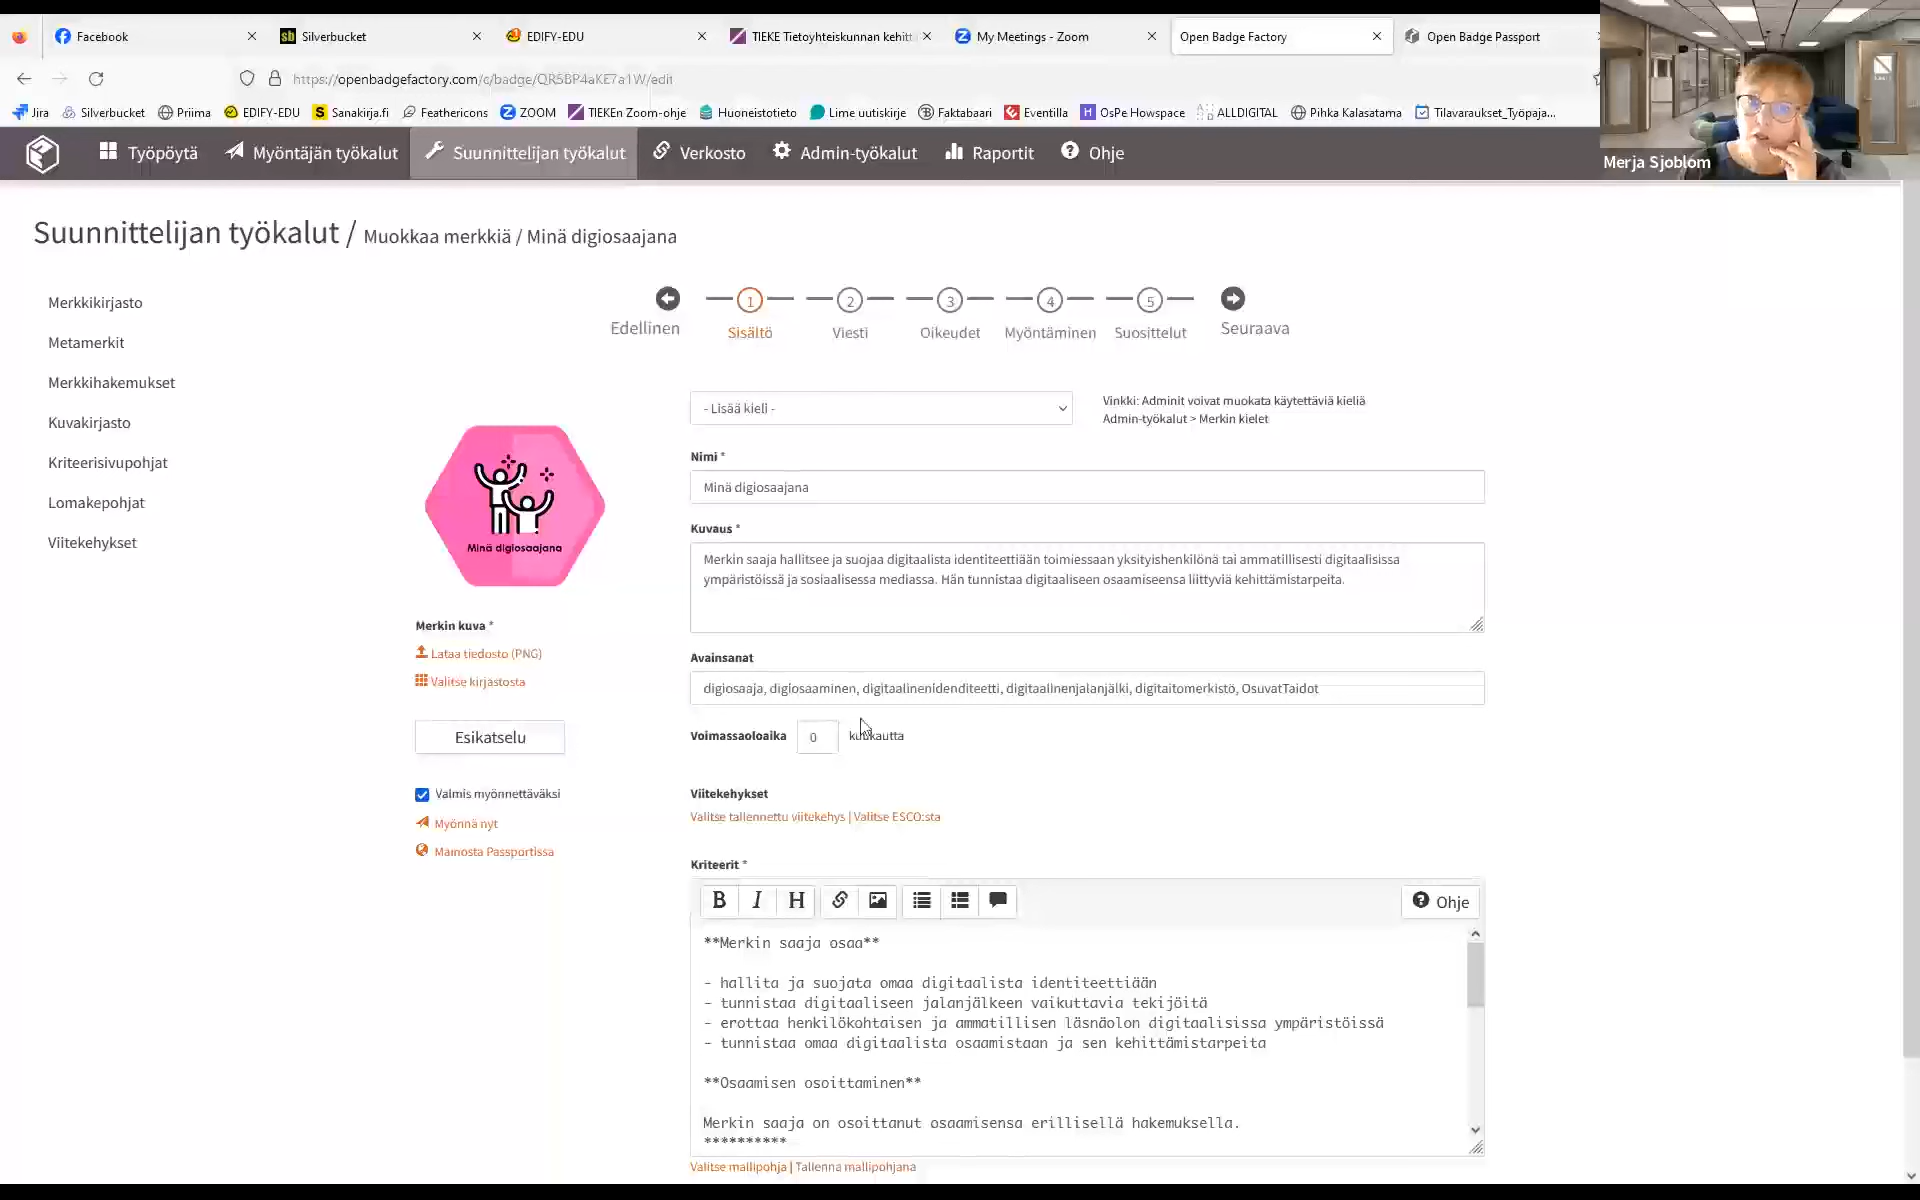 Facebook
Silverbucket
EDIFY-EDU
TIEKE Tietoyhteiskunnan kehitt
My Meetings - Zoom
Open Badge Factory
Open Badge Passport
https://openbadgefactory.com/c/badge/QR5BP4aKE7a1W/edit
Jira
Silverbucket
Priima
EDIFY-EDU
Sanakirja.fi
Feathericons
ZOOM
TIEKEn Zoom-ohje
Huoneistotieto
Lime uutiskirje
Faktabaari
Eventilla
OsPe Howspace
ALLDIGITAL
Pihka Kalasatama
Tilavaraukset_Työpaja...
Merja Sjoblom
Työpöytä
Myöntäjän työkalut
Suunnittelijan työkalut
Verkosto
Admin-työkalut
Raportit
Ohje
Suunnittelijan työkalut / Muokkaa merkkiä / Minä digiosaajana
Merkkikirjasto
Metamerkit
Merkkihakemukset
Kuvakirjasto
Kriteerisivupohjat
Lomakepohjat
Viitekehykset
Edellinen
1 Sisältö
2 Viesti
3 Oikeudet
4 Myöntäminen
5 Suosittelut
Seuraava
Minä digiosaajana
Merkin kuva *
Lataa tiedosto (PNG)
Valitse kirjastosta
Esikatselu
Valmis myönnettäväksi
Myönnä nyt
Mainosta Passportissa
- Lisää kieli -
Vinkki: Adminit voivat muokata käytettäviä kieliä
Admin-työkalut > Merkin kielet
Nimi *
Minä digiosaajana
Kuvaus *
Merkin saaja hallitsee ja suojaa digitaalista identiteettiään toimiessaan yksityishenkilönä tai ammatillisesti digitaalisissa
ympäristöissä ja sosiaalisessa mediassa. Hän tunnistaa digitaaliseen osaamiseensa liittyviä kehittämistarpeita.
Avainsanat
digiosaaja, digiosaaminen, digitaalinenidenditeetti, digitaalinenjalanjälki, digitaitomerkistö, OsuvatTaidot
Voimassaoloaika 0 kuukautta
Viitekehykset
Valitse tallennettu viitekehys | Valitse ESCO:sta
Kriteerit *
B I H
Ohje
**Merkin saaja osaa**
- hallita ja suojata omaa digitaalista identiteettiään
- tunnistaa digitaaliseen jalanjälkeen vaikuttavia tekijöitä
- erottaa henkilökohtaisen ja ammatillisen läsnäolon digitaalisissa ympäristöissä
- tunnistaa omaa digitaalista osaamistaan ja sen kehittämistarpeita
**Osaamisen osoittaminen**
Merkin saaja on osoittanut osaamisensa erillisellä hakemuksella.
**********
Valitse mallipohja | Tallenna mallipohjana